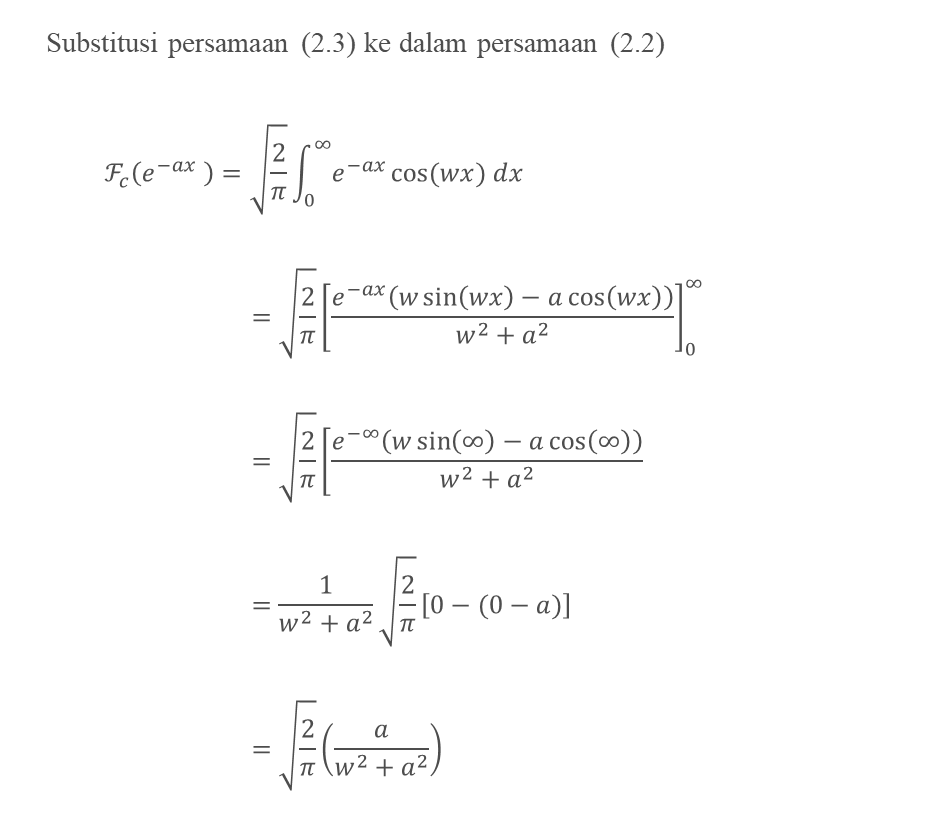 Substitusi persamaan (2.3) ke dalam persamaan (2.2)
ℱ_c(e^{−ax}) = √(2/π) ∫_0^∞ e^{−ax} cos(wx) dx
= √(2/π) [e^{−ax}(w sin(wx) − a cos(wx)) / (w² + a²)]_0^∞
= √(2/π) [e^{−∞}(w sin(∞) − a cos(∞)) / (w² + a²)
= 1/(w² + a²) √(2/π) [0 − (0 − a)]
= √(2/π) (a/(w² + a²))